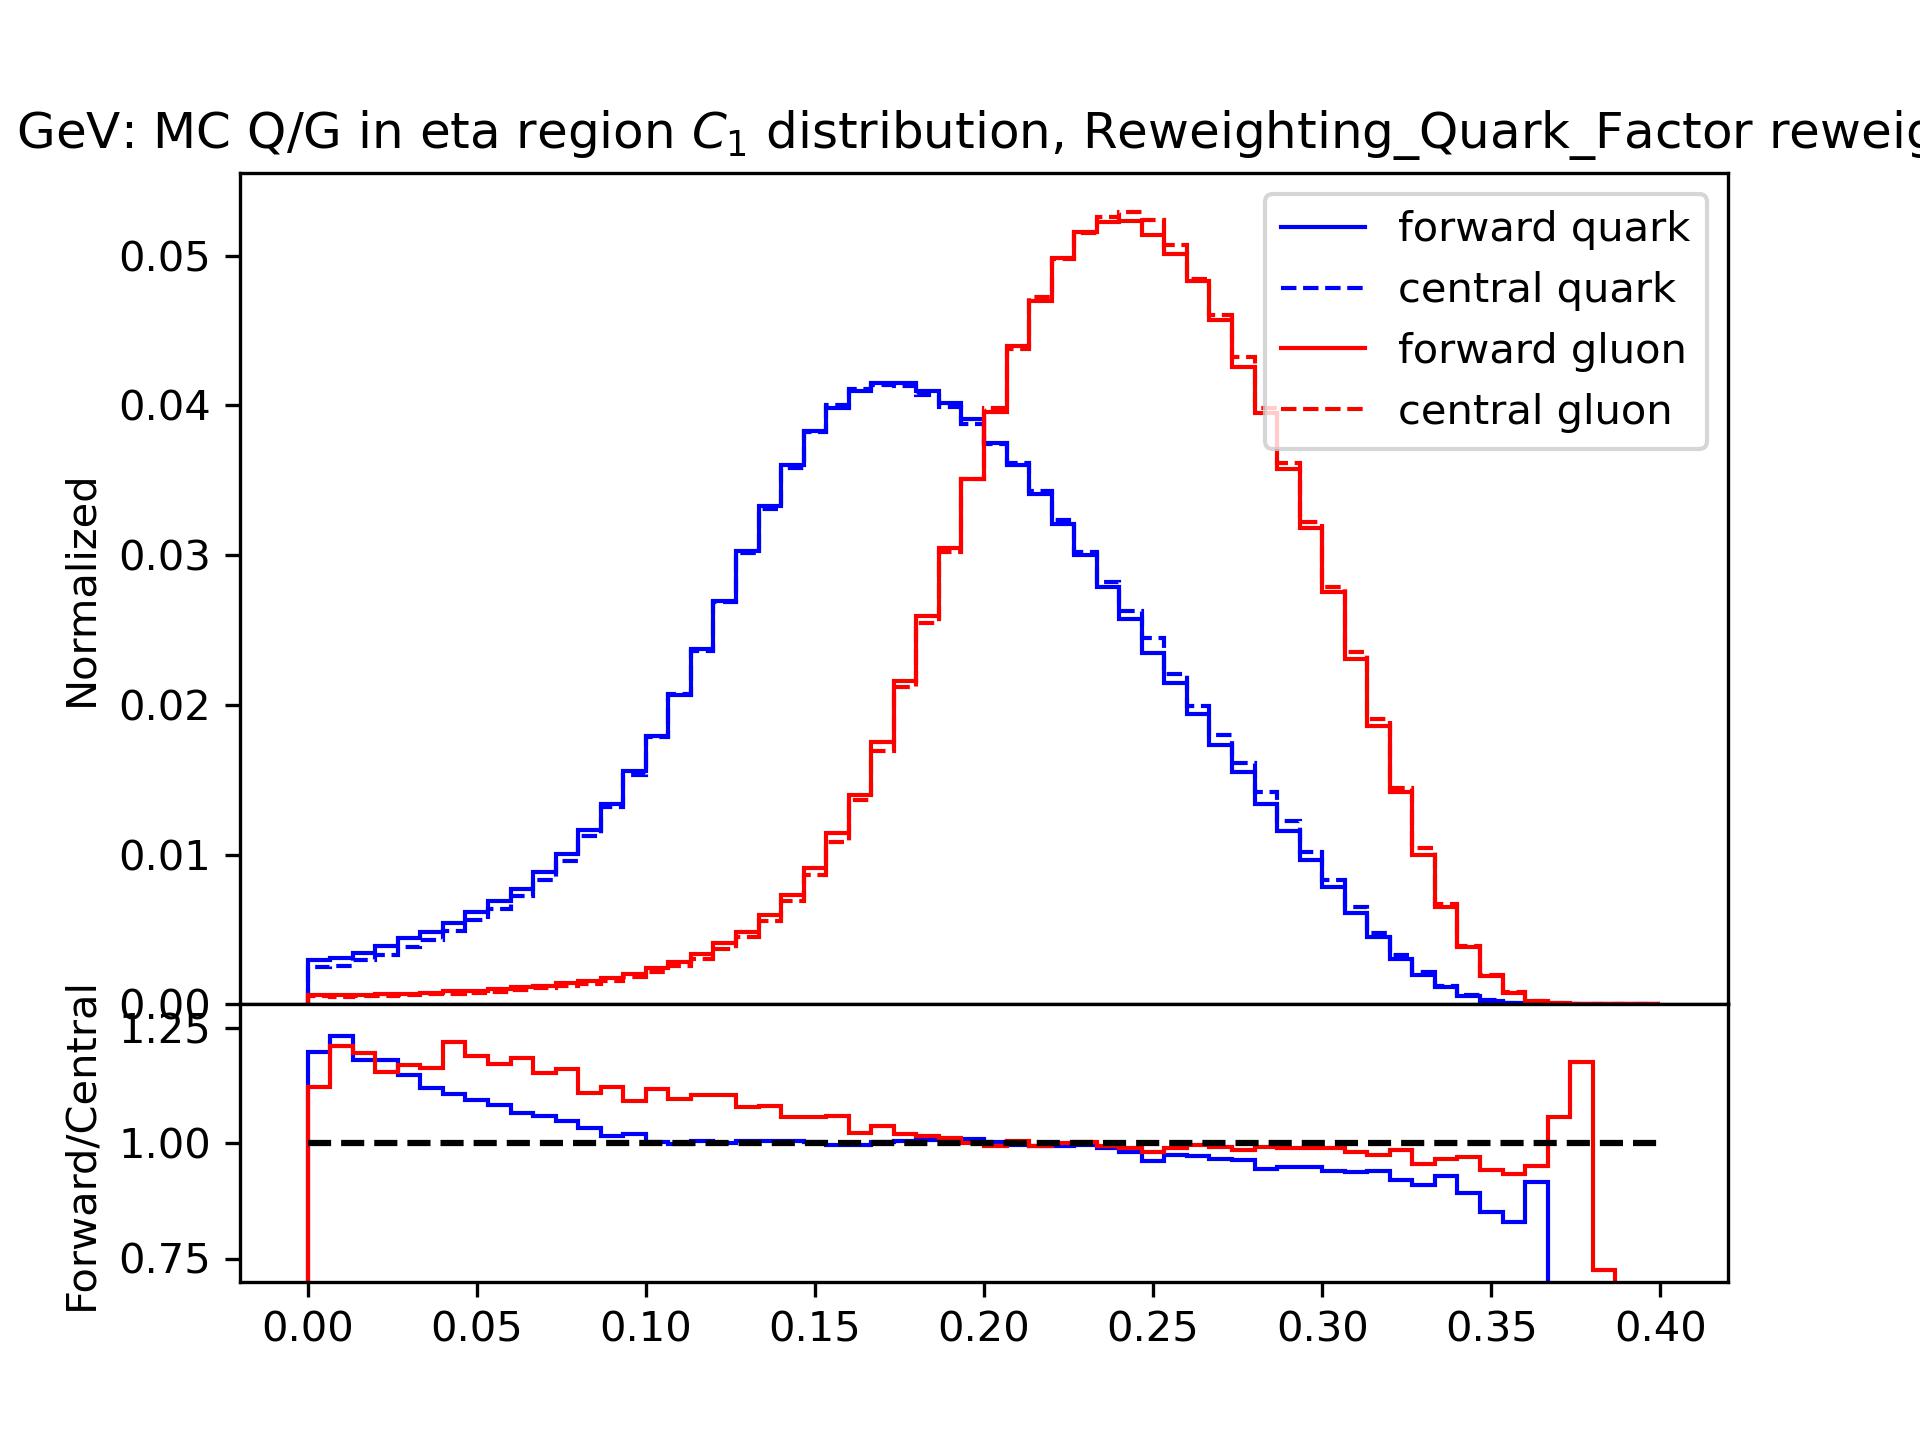 GeV: MC Q/G in eta region C₁ distribution, Reweighting_Quark_Factor
forward quark
central quark
forward gluon
central gluon
Normalized
0.05
0.04
0.03
0.02
0.01
0.00
Forward/Central
1.25
1.00
0.75
0.00 0.05 0.10 0.15 0.20 0.25 0.30 0.35 0.40